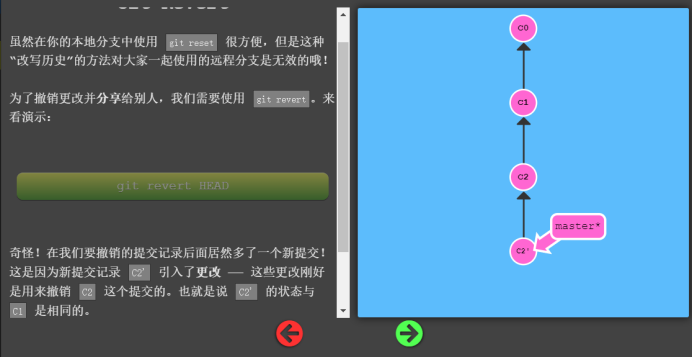 虽然在你的本地分支中使用 git reset 很方便，但是这种
“改写历史”的方法对大家一起使用的远程分支是无效的哦！
为了撤销更改并分享给别人，我们需要使用 git revert。来
看演示：
git revert HEAD
奇怪！在我们要撤销的提交记录后面居然多了一个新提交！
这是因为新提交记录 C2' 引入了更改 —— 这些更改刚好
是用来撤销 C2 这个提交的。也就是说 C2' 的状态与
C1 是相同的。
C0
C1
C2
C2'
master*